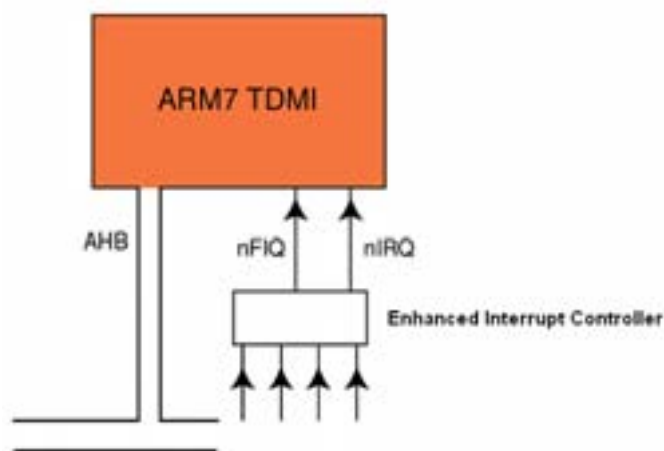 ARM7 TDMI
AHB
nFIQ
nIRQ
Enhanced Interrupt Controller